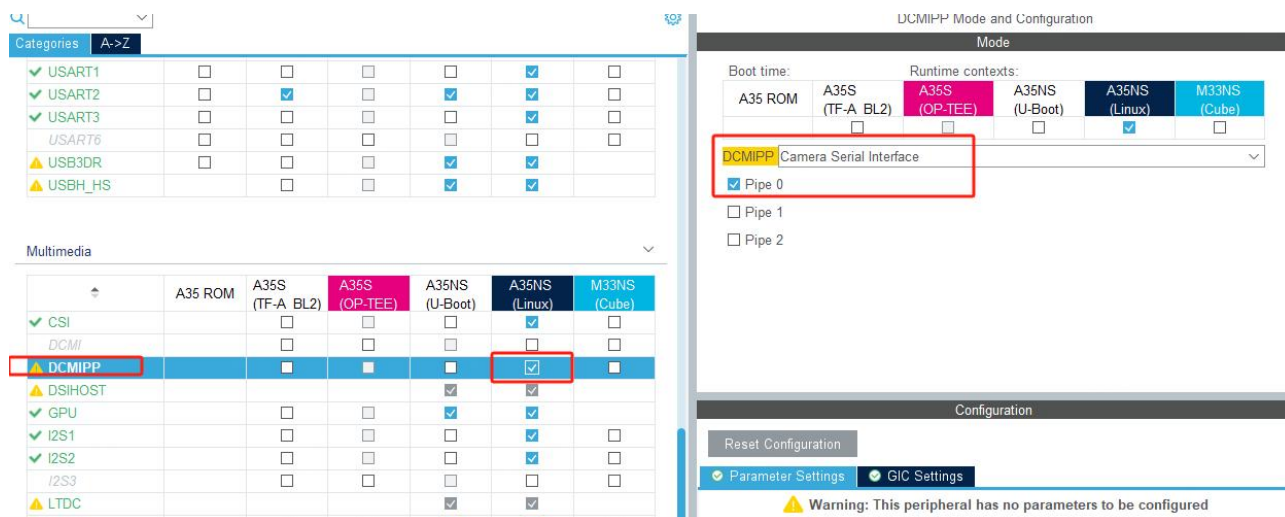 DCMIPP Mode and Configuration
Categories A->Z
USART1
USART2
USART3
USART6
USB3DR
USBH_HS
Multimedia
A35 ROM A35S (TF-A BL2) A35S (OP-TEE) A35NS (U-Boot) A35NS (Linux) M33NS (Cube)
CSI
DCMI
DCMIPP
DSIHOST
GPU
I2S1
I2S2
I2S3
LTDC
Mode
Boot time: Runtime contexts:
A35 ROM A35S (TF-A BL2) A35S (OP-TEE) A35NS (U-Boot) A35NS (Linux) M33NS (Cube)
DCMIPP Camera Serial Interface
Pipe 0
Pipe 1
Pipe 2
Configuration
Reset Configuration
Parameter Settings GIC Settings
Warning: This peripheral has no parameters to be configured